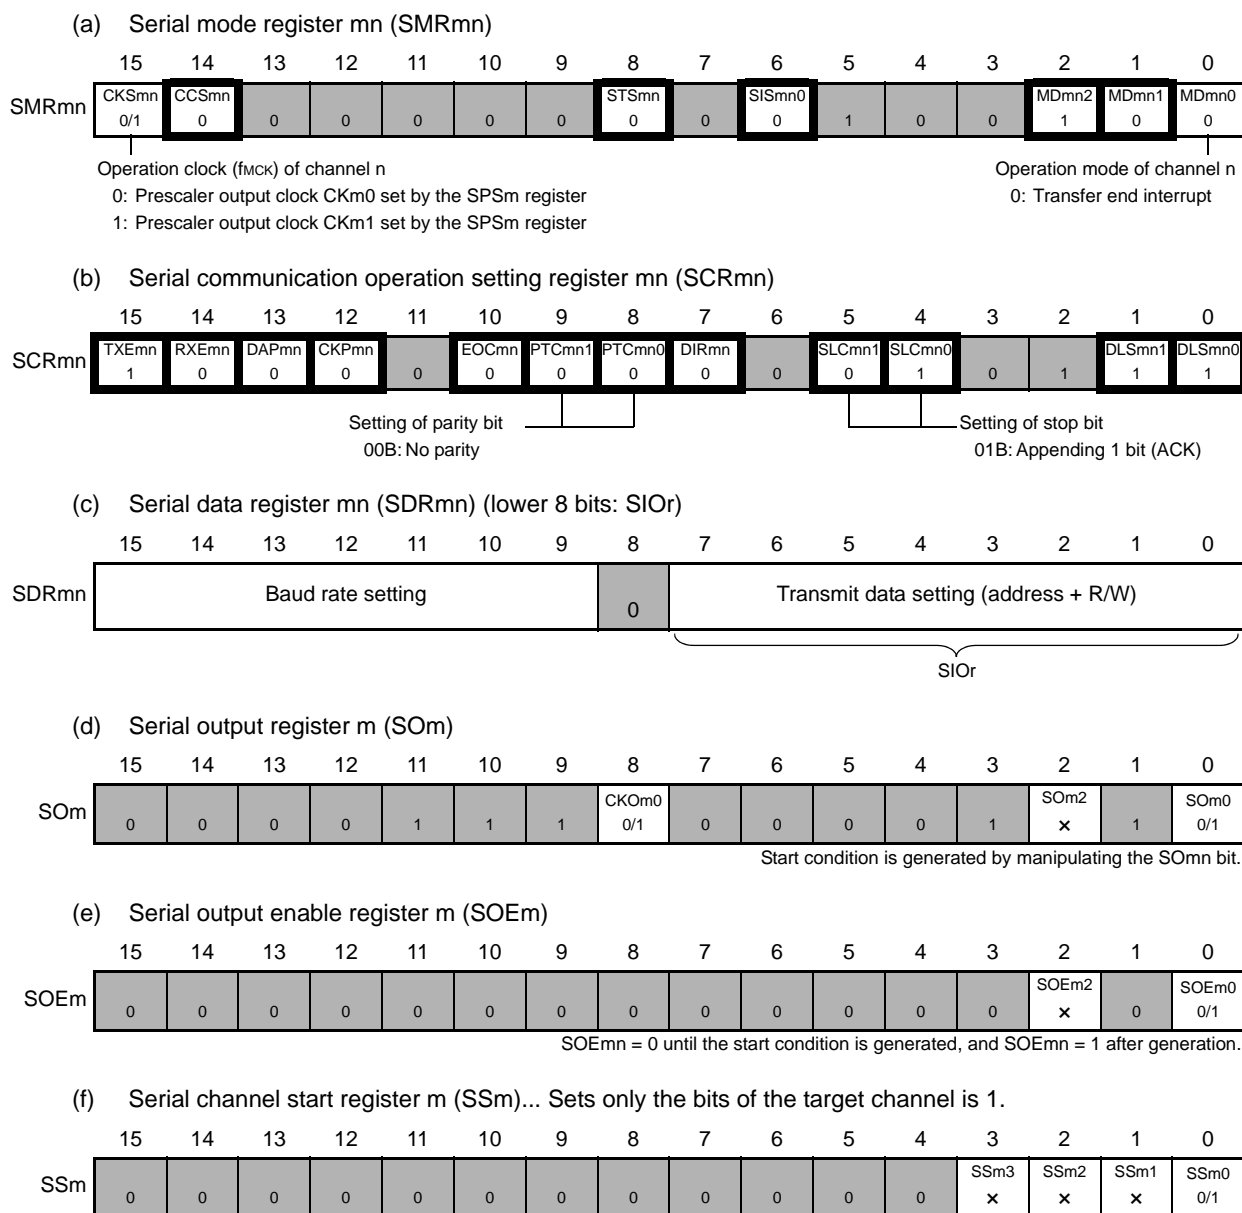 (a) Serial mode register mn (SMRmn)
15 14 13 12 11 10 9 8 7 6 5 4 3 2 1 0
CKSmn CCSmn STSmn SISmn0 MDmn2 MDmn1 MDmn0
SMRmn 0/1 0 0 0 0 0 0 0 0 0 1 0 0 1 0 0
Operation clock (fMCK) of channel n Operation mode of channel n
0: Prescaler output clock CKm0 set by the SPSm register 0: Transfer end interrupt
1: Prescaler output clock CKm1 set by the SPSm register
(b) Serial communication operation setting register mn (SCRmn)
15 14 13 12 11 10 9 8 7 6 5 4 3 2 1 0
TXEmn RXEmn DAPmn CKPmn EOCmn PTCmn1 PTCmn0 DIRmn SLCmn1 SLCmn0 DLSmn1 DLSmn0
SCRmn 1 0 0 0 0 0 0 0 0 0 0 1 0 1 1 1
Setting of parity bit Setting of stop bit
00B: No parity 01B: Appending 1 bit (ACK)
(c) Serial data register mn (SDRmn) (lower 8 bits: SIOr)
15 14 13 12 11 10 9 8 7 6 5 4 3 2 1 0
SDRmn Baud rate setting 0 Transmit data setting (address + R/W)
SIOr
(d) Serial output register m (SOm)
15 14 13 12 11 10 9 8 7 6 5 4 3 2 1 0
CKOm0 SOm2 SOm0
SOm 0 0 0 0 1 1 1 0/1 0 0 0 0 1 × 1 0/1
Start condition is generated by manipulating the SOmn bit.
(e) Serial output enable register m (SOEm)
15 14 13 12 11 10 9 8 7 6 5 4 3 2 1 0
SOEm2 SOEm0
SOEm 0 0 0 0 0 0 0 0 0 0 0 0 0 × 0 0/1
SOEmn = 0 until the start condition is generated, and SOEmn = 1 after generation.
(f) Serial channel start register m (SSm)... Sets only the bits of the target channel is 1.
15 14 13 12 11 10 9 8 7 6 5 4 3 2 1 0
SSm3 SSm2 SSm1 SSm0
SSm 0 0 0 0 0 0 0 0 0 0 0 0 × × × 0/1